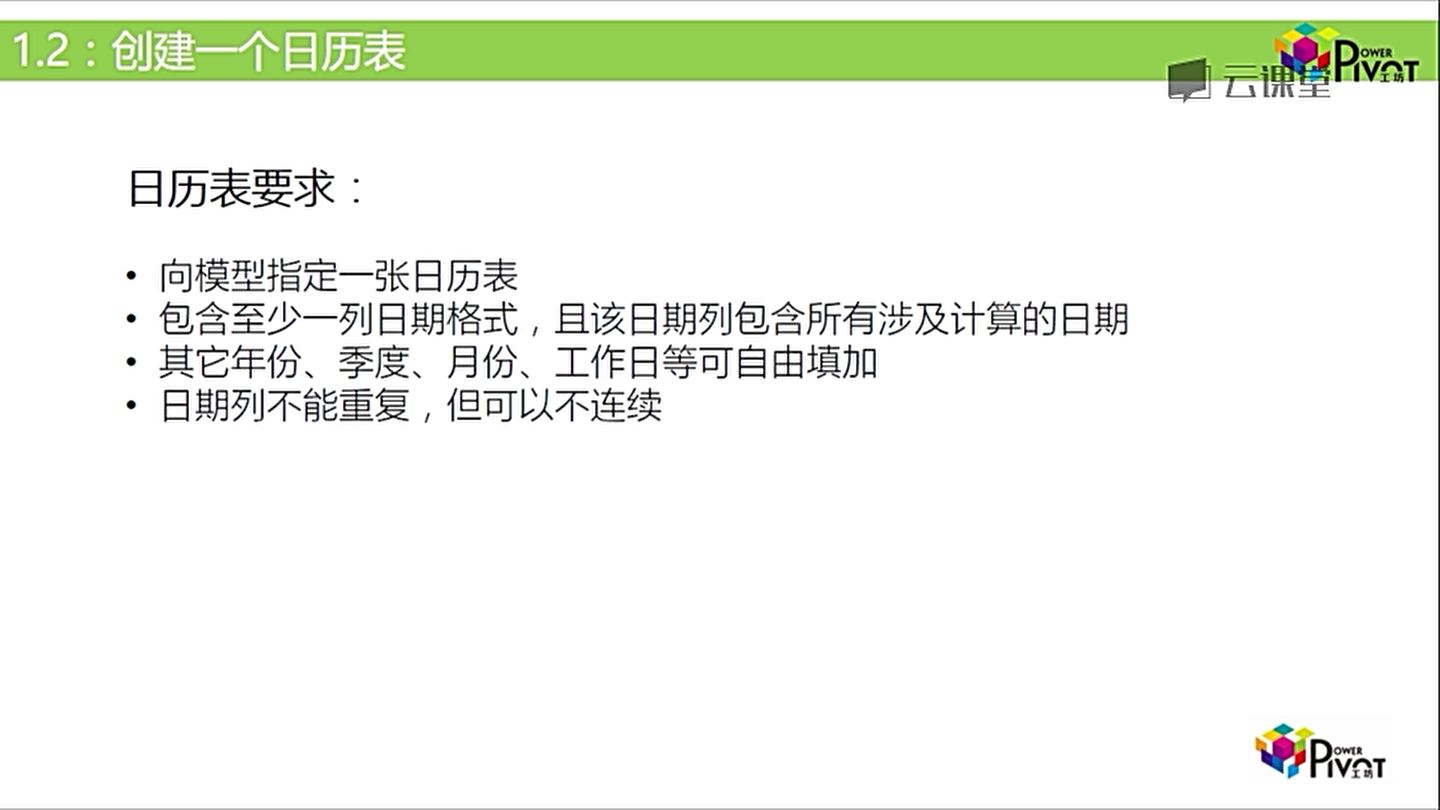 1.2：创建一个日历表
POWER
PIVOT
工坊
云课堂
日历表要求：
• 向模型指定一张日历表
• 包含至少一列日期格式，且该日期列包含所有涉及计算的日期
• 其它年份、季度、月份、工作日等可自由填加
• 日期列不能重复，但可以不连续
POWER
PIVOT
工坊